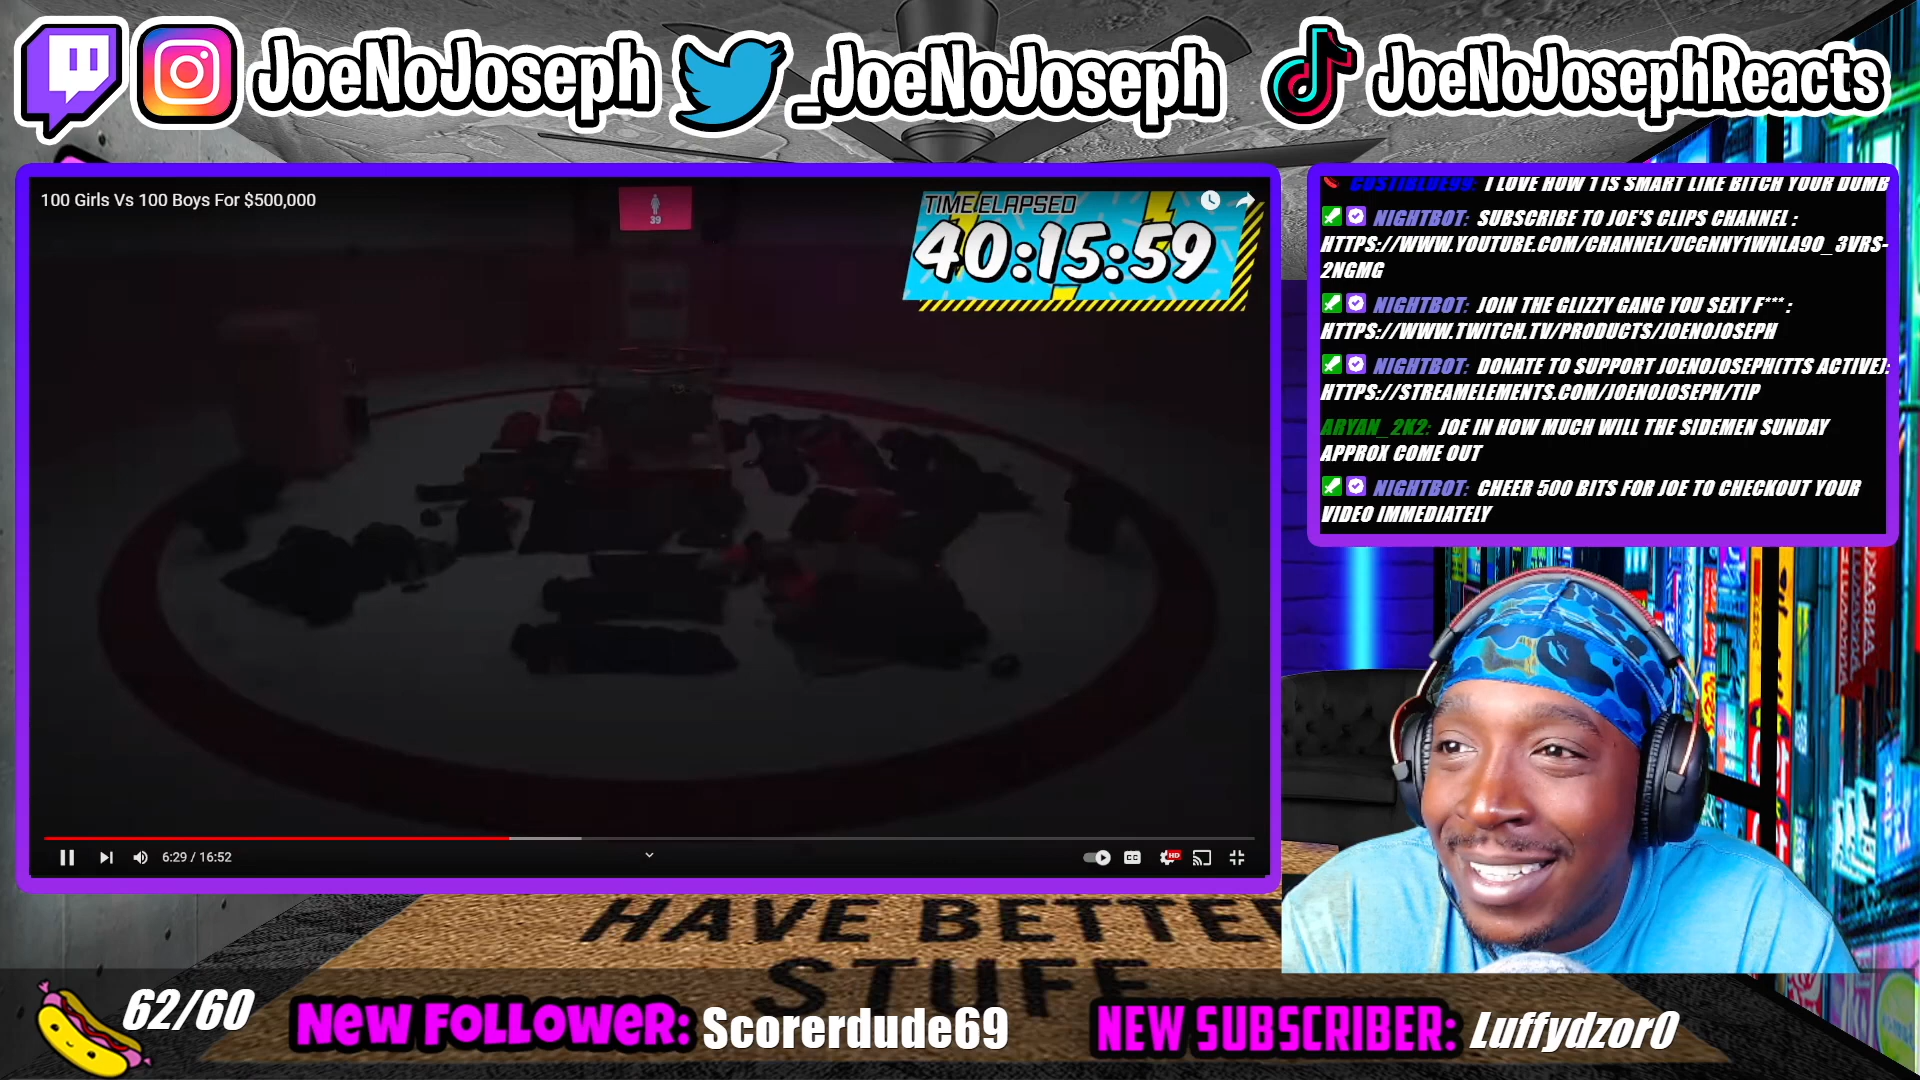 JoeNoJoseph
_JoeNoJoseph
JoeNoJosephReacts
100 Girls Vs 100 Boys For $500,000
39
TIME ELAPSED
40:15:59
I LOVE HOW 1 IS SMART LIKE BITCH YOUR DUMB
NIGHTBOT: SUBSCRIBE TO JOE'S CLIPS CHANNEL :
HTTPS://WWW.YOUTUBE.COM/CHANNEL/UCGNNY1WNLA9O_3VRS-
2NGMG
NIGHTBOT: JOIN THE GLIZZY GANG YOU SEXY F*** :
HTTPS://WWW.TWITCH.TV/PRODUCTS/JOENOJOSEPH
NIGHTBOT: DONATE TO SUPPORT JOENOJOSEPH(TTS ACTIVE):
HTTPS://STREAMELEMENTS.COM/JOENOJOSEPH/TIP
ARYAN_2K2: JOE IN HOW MUCH WILL THE SIDEMEN SUNDAY
APPROX COME OUT
NIGHTBOT: CHEER 500 BITS FOR JOE TO CHECKOUT YOUR
VIDEO IMMEDIATELY
6:29 / 16:52
CC
HD
HAVE BETTE
STUFF
62/60
NEW FOLLOWER: Scorerdude69
NEW SUBSCRIBER: Luffydzor0